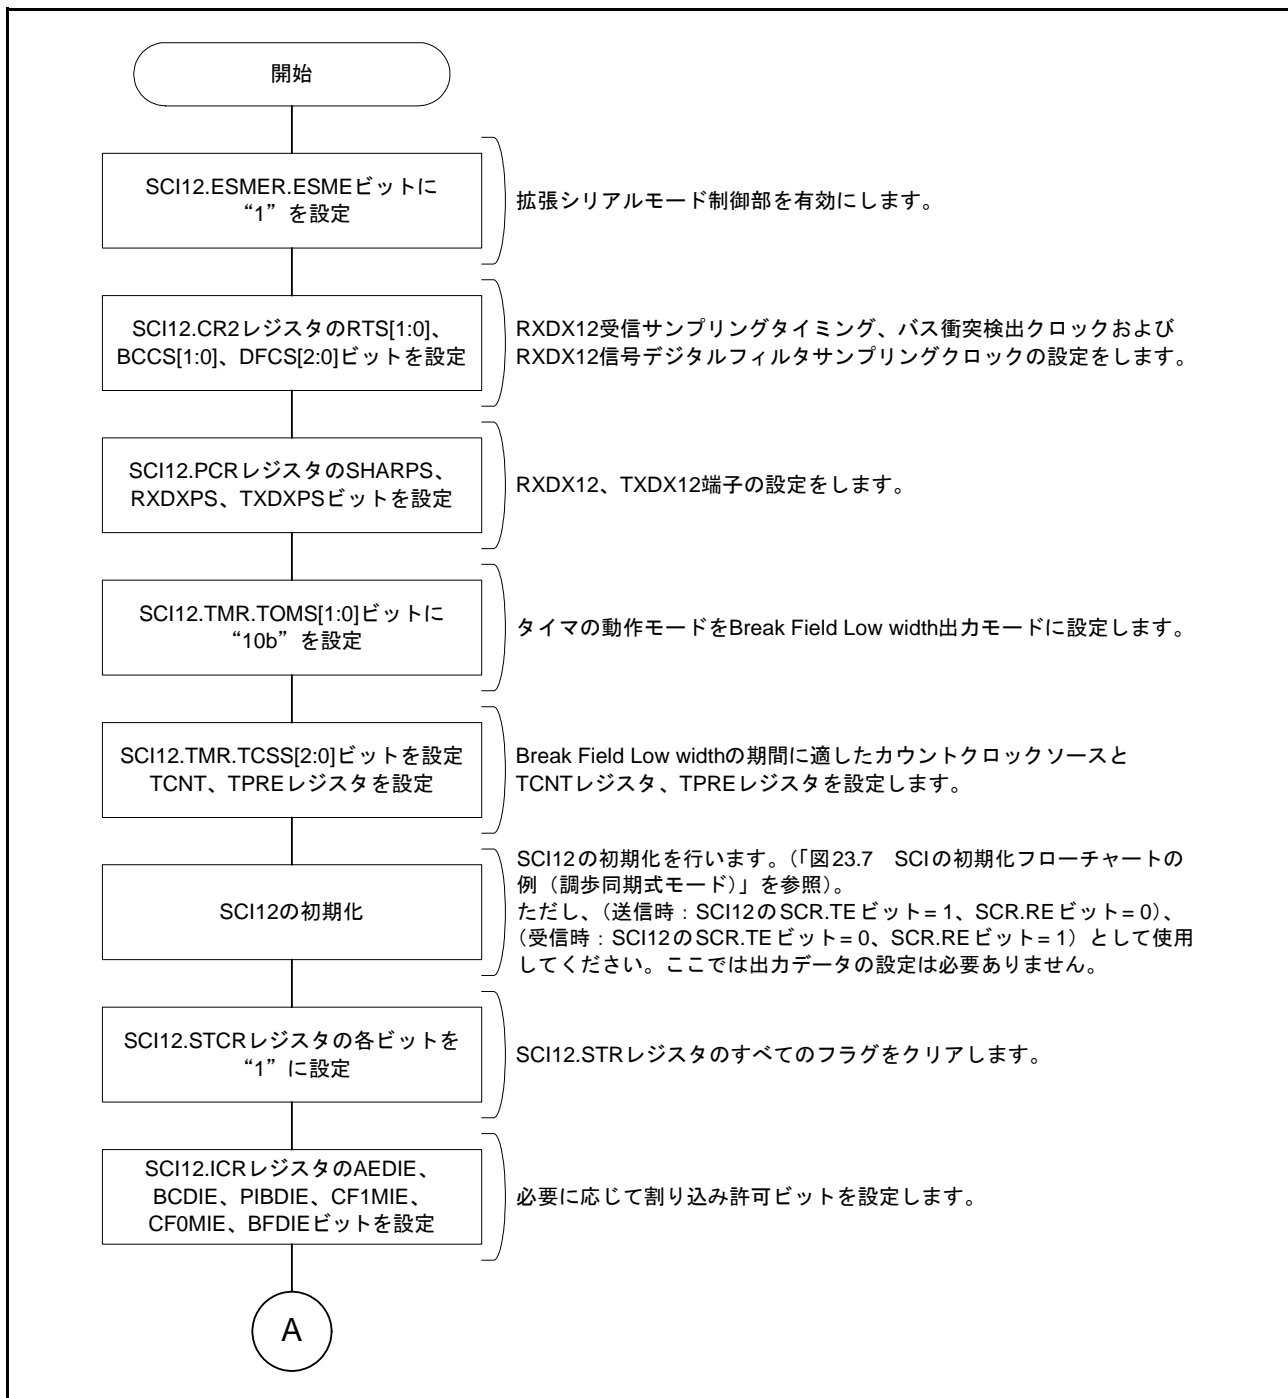 開始
SCI12.ESMER.ESMEビットに
“1”を設定
拡張シリアルモード制御部を有効にします。
SCI12.CR2レジスタのRTS[1:0]、
BCCS[1:0]、DFCS[2:0]ビットを設定
RXDX12受信サンプリングタイミング、バス衝突検出クロックおよび
RXDX12信号デジタルフィルタサンプリングクロックの設定をします。
SCI12.PCRレジスタのSHARPS、
RXDXPS、TXDXPSビットを設定
RXDX12、TXDX12端子の設定をします。
SCI12.TMR.TOMS[1:0]ビットに
“10b”を設定
タイマの動作モードをBreak Field Low width出力モードに設定します。
SCI12.TMR.TCSS[2:0]ビットを設定
TCNT、TPREレジスタを設定
Break Field Low widthの期間に適したカウントクロックソースと
TCNTレジスタ、TPREレジスタを設定します。
SCI12の初期化
SCI12の初期化を行います。(「図23.7 SCIの初期化フローチャートの
例（調歩同期式モード）」を参照)。
ただし、（送信時：SCI12のSCR.TEビット= 1、SCR.REビット= 0）、
（受信時：SCI12のSCR.TEビット= 0、SCR.REビット= 1）として使用
してください。ここでは出力データの設定は必要ありません。
SCI12.STCRレジスタの各ビットを
“1”に設定
SCI12.STRレジスタのすべてのフラグをクリアします。
SCI12.ICRレジスタのAEDIE、
BCDIE、PIBDIE、CF1MIE、
CF0MIE、BFDIEビットを設定
必要に応じて割り込み許可ビットを設定します。
A